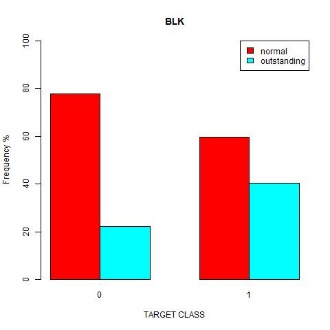 BLK
normal
outstanding
Frequency %
100
80
60
40
20
0
0 1
TARGET CLASS